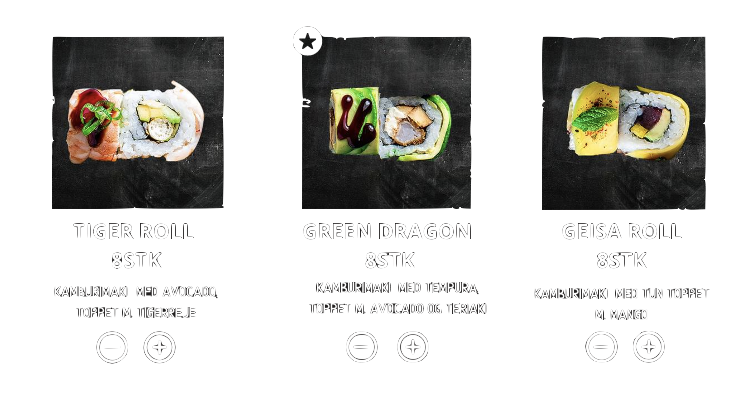 TIGER ROLL
8STK
KAMBURIMAKI MED AVOCADO,
TOPPET M. TIGERREJE
GREEN DRAGON
8STK
KAMBURIMAKI MED TEMPURA,
TOPPET M. AVOCADO OG TERIAKI
GEISA ROLL
8STK
KAMBURIMAKI MED TUN TOPPET
M. MANGO